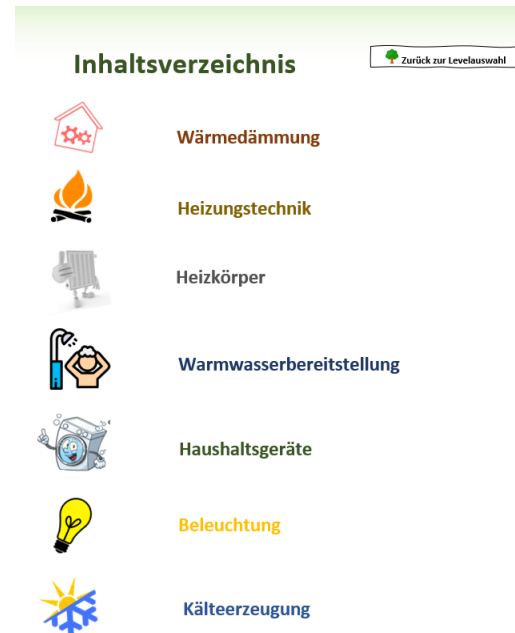 Inhaltsverzeichnis
Zurück zur Levelauswahl
Wärmedämmung
Heizungstechnik
Heizkörper
Warmwasserbereitstellung
Haushaltsgeräte
Beleuchtung
Kälteerzeugung